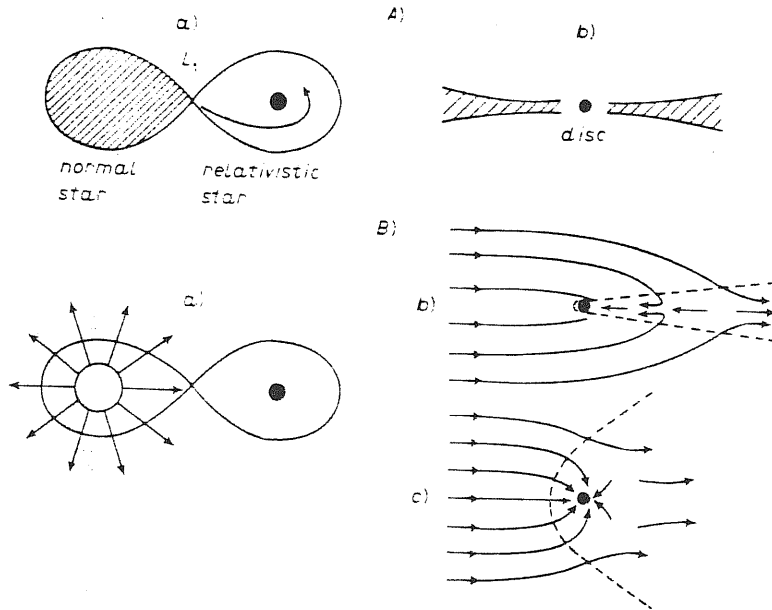 A)
a)
b)
L₁
disc
normal
star
relativistic
star
B)
a)
b)
c)